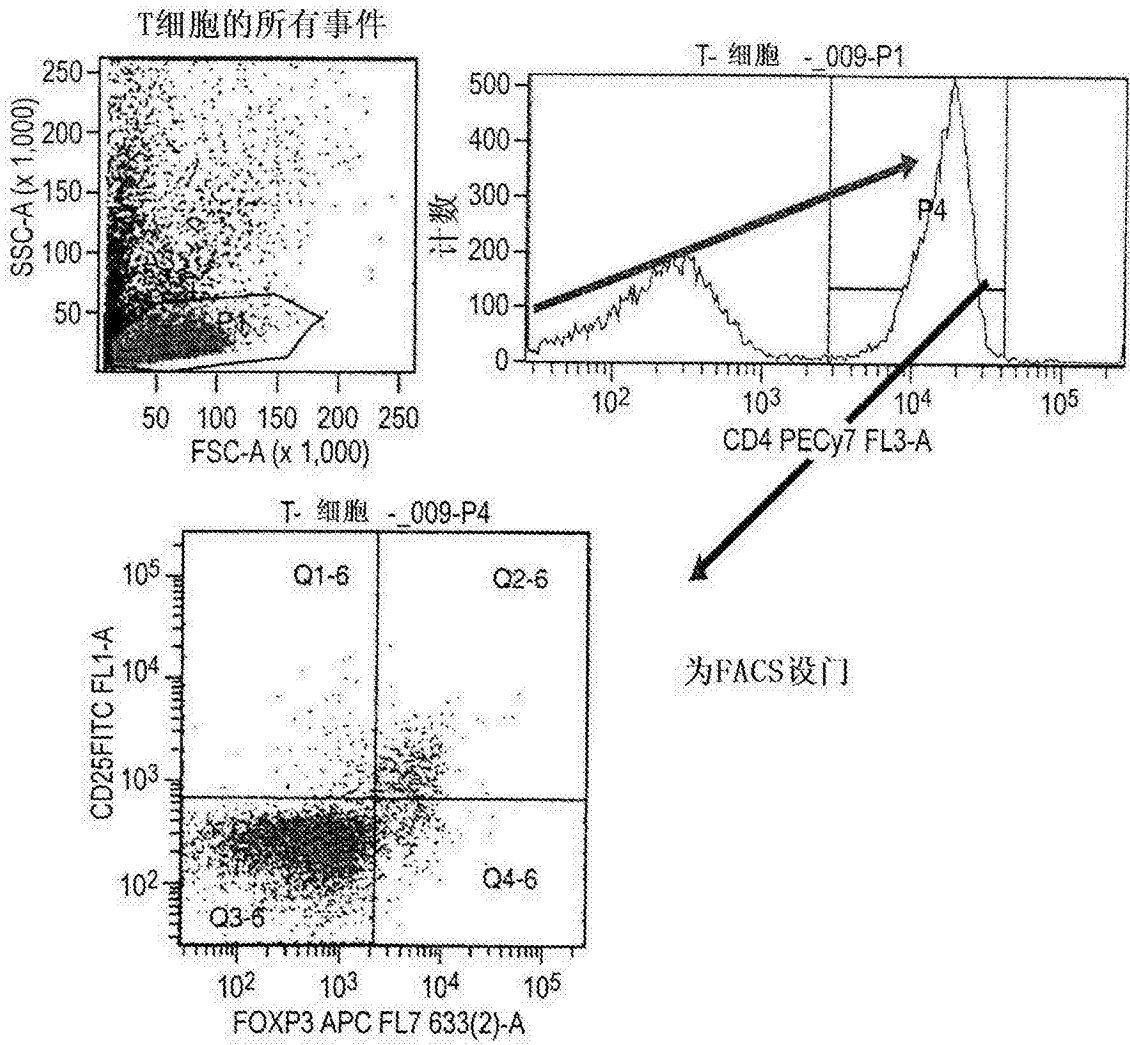 T细胞的所有事件
250
200
150
100
50
SSC-A (x 1,000)
P1
50 100 150 200 250
FSC-A (x 1,000)
T- 细胞 -_009-P1
500
400
300
200
100
0
计数
P4
10² 10³ 10⁴ 10⁵
CD4 PECy7 FL3-A
T- 细胞 -_009-P4
Q1-6 Q2-6
10⁵
10⁴
10³
10²
CD25FITC FL1-A
Q3-6 Q4-6
10² 10³ 10⁴ 10⁵
FOXP3 APC FL7 633(2)-A
为FACS设门